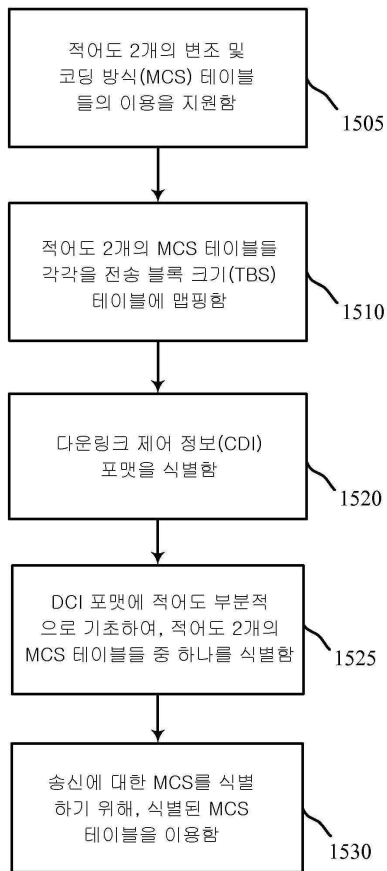 적어도 2개의 변조 및
코딩 방식(MCS) 테이블
들의 이용을 지원함
1505
적어도 2개의 MCS 테이블들
각각을 전송 블록 크기(TBS)
테이블에 맵핑함
1510
다운링크 제어 정보(CDI)
포맷을 식별함
1520
DCI 포맷에 적어도 부분적
으로 기초하여, 적어도 2개의
MCS 테이블들 중 하나를 식별함
1525
송신에 대한 MCS를 식별
하기 위해, 식별된 MCS
테이블을 이용함
1530